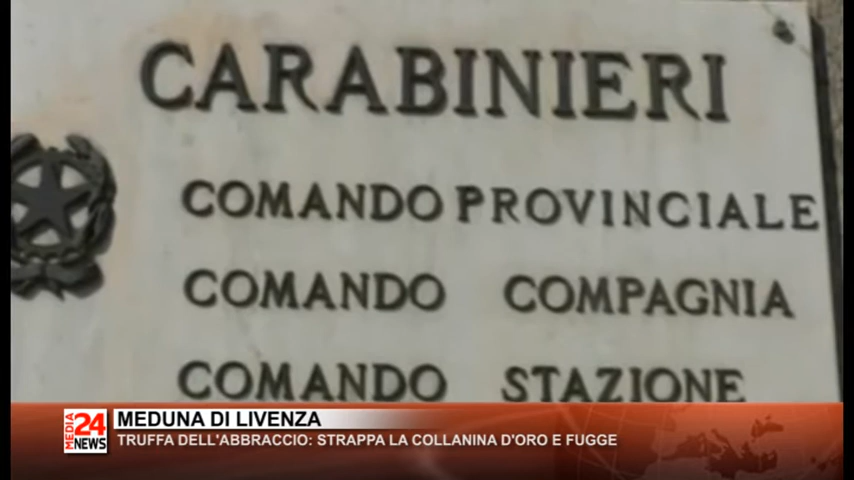 CARABINIERI
COMANDO PROVINCIALE
COMANDO COMPAGNIA
COMANDO STAZIONE
MEDIA 24 NEWS
MEDUNA DI LIVENZA
TRUFFA DELL'ABBRACCIO: STRAPPA LA COLLANINA D'ORO E FUGGE